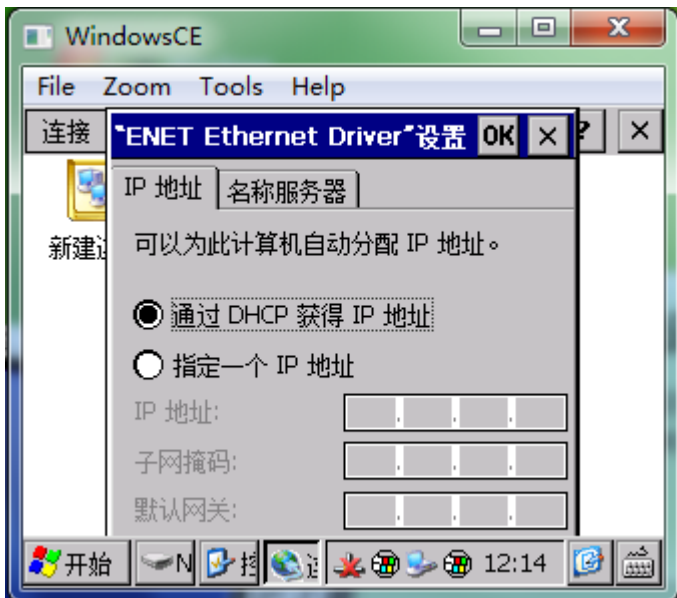 WindowsCE
File Zoom Tools Help
连接 ? ×
"ENET Ethernet Driver"设置 OK ×
IP 地址 名称服务器
新建
可以为此计算机自动分配 IP 地址。
通过 DHCP 获得 IP 地址
指定一个 IP 地址
IP 地址:
子网掩码:
默认网关:
开始 N 控 12:14